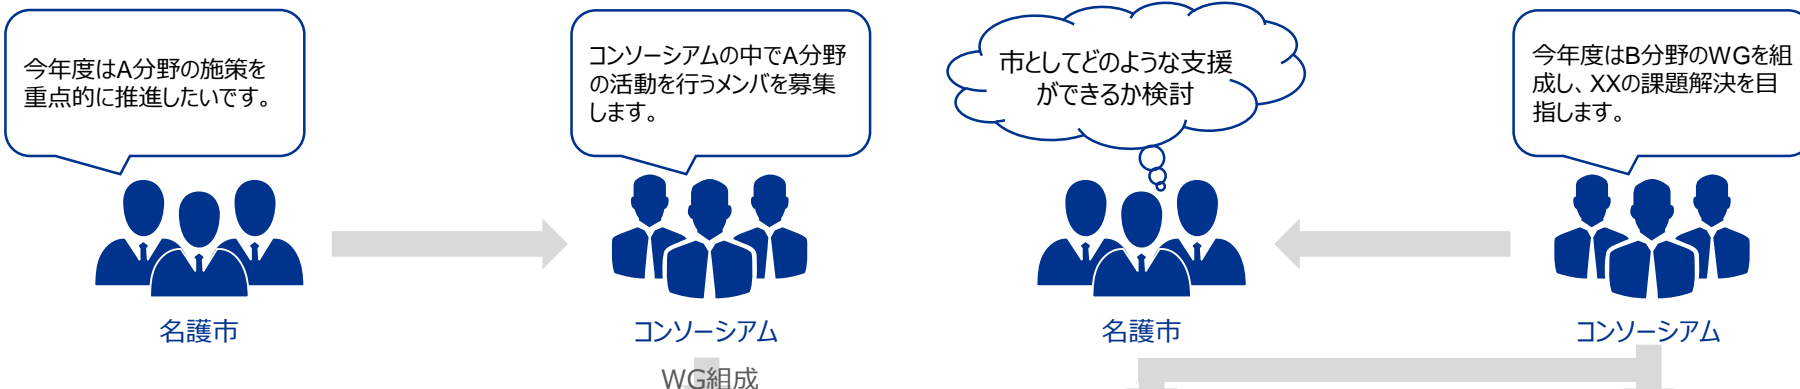 今年度はA分野の施策を
重点的に推進したいです。
コンソーシアムの中でA分野
の活動を行うメンバを募集
します。
市としてどのような支援
ができるか検討
今年度はB分野のWGを組
成し、XXの課題解決を目
指します。
名護市
コンソーシアム
名護市
コンソーシアム
WG組成